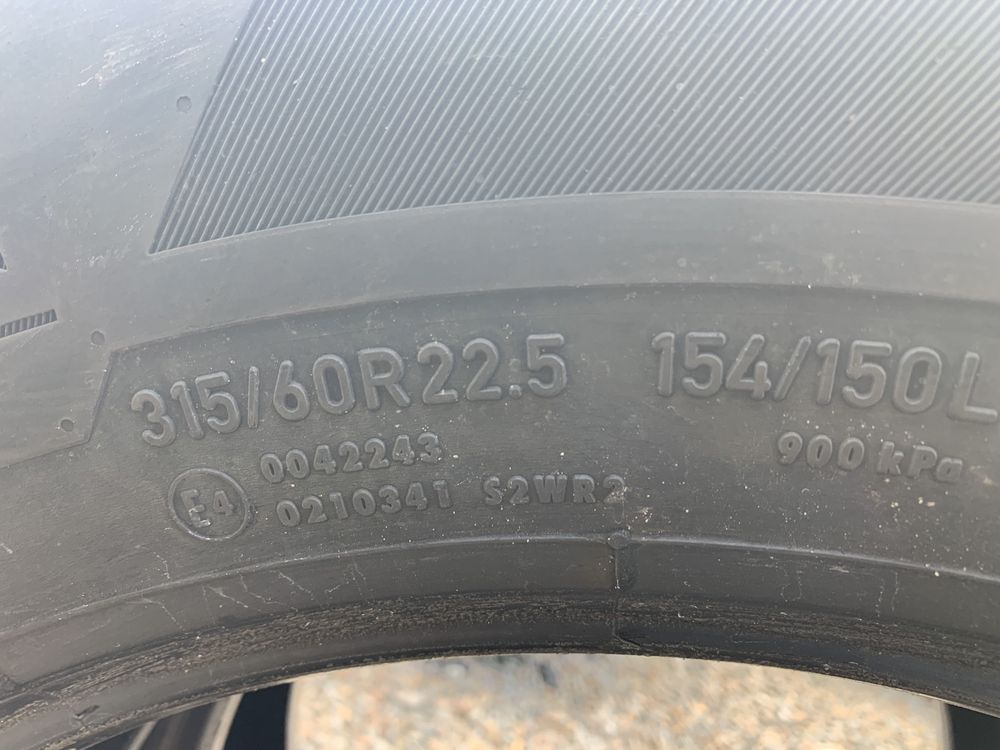 315/60R22.5 154/150L
0042243 900 kPa
E4 0210341 S2WR2